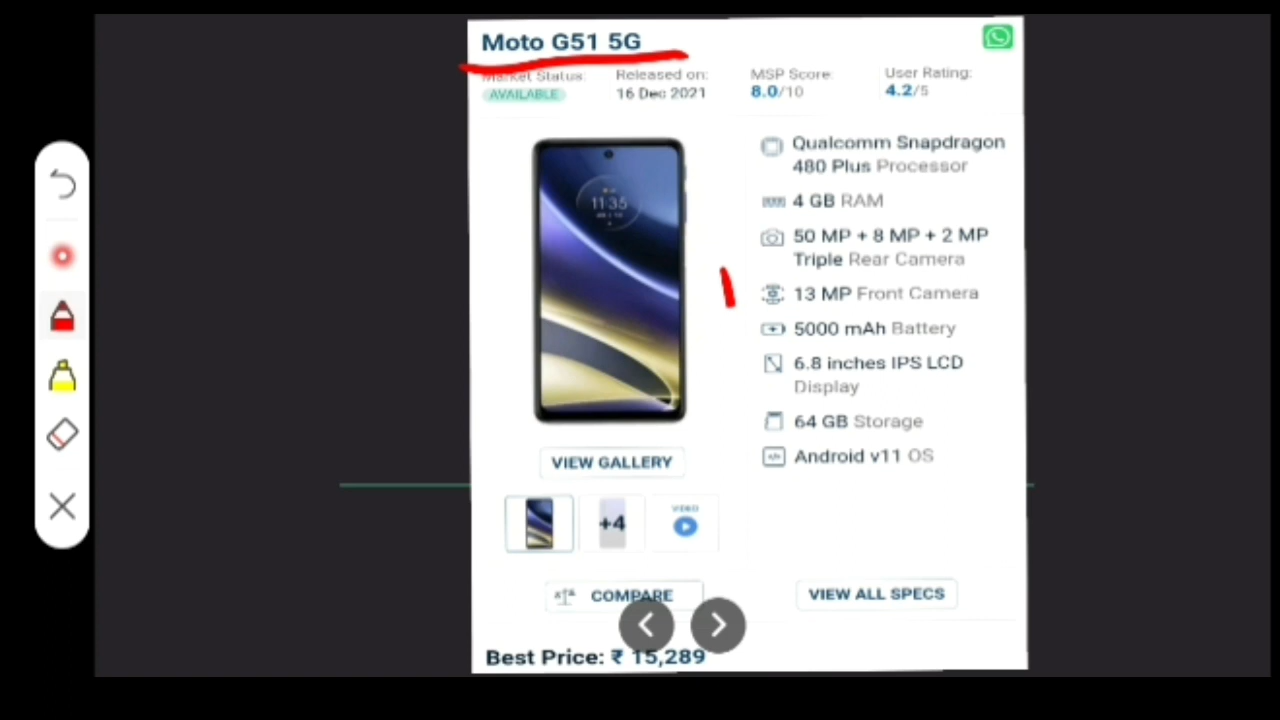 Moto G51 5G
Market Status: Released on: MSP Score: User Rating:
AVAILABLE 16 Dec 2021 8.0/10 4.2/5
Qualcomm Snapdragon
480 Plus Processor
4 GB RAM
50 MP + 8 MP + 2 MP
Triple Rear Camera
13 MP Front Camera
5000 mAh Battery
6.8 inches IPS LCD
Display
64 GB Storage
Android v11 OS
11:35
VIEW GALLERY
+4
VIDEO
COMPARE
VIEW ALL SPECS
Best Price: ₹ 15,289